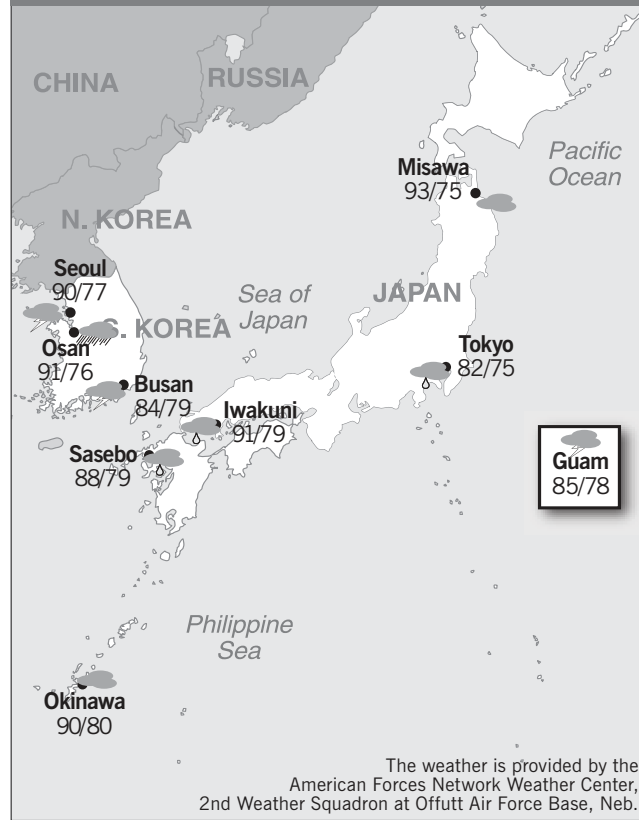 CHINA
RUSSIA
Pacific
Ocean
Misawa
93/75
N. KOREA
Seoul
90/77
Sea of
Japan
JAPAN
S. KOREA
Osan
91/76
Tokyo
82/75
Busan
84/79
Iwakuni
91/79
Sasebo
88/79
Guam
85/78
Philippine
Sea
Okinawa
90/80
The weather is provided by the
American Forces Network Weather Center,
2nd Weather Squadron at Offutt Air Force Base, Neb.